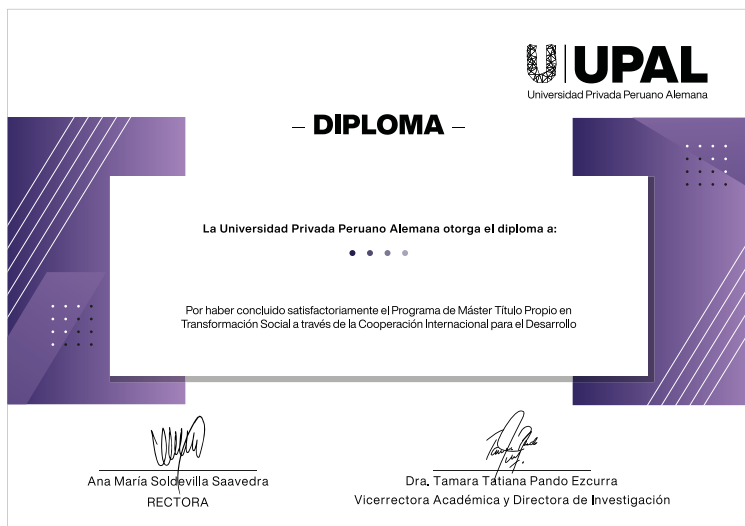 UPAL
Universidad Privada Peruano Alemana
– DIPLOMA –
La Universidad Privada Peruano Alemana otorga el diploma a:
Por haber concluido satisfactoriamente el Programa de Máster Título Propio en
Transformación Social a través de la Cooperación Internacional para el Desarrollo
Ana María Soldevilla Saavedra
RECTORA
Dra. Tamara Tatiana Pando Ezcurra
Vicerrectora Académica y Directora de Investigación